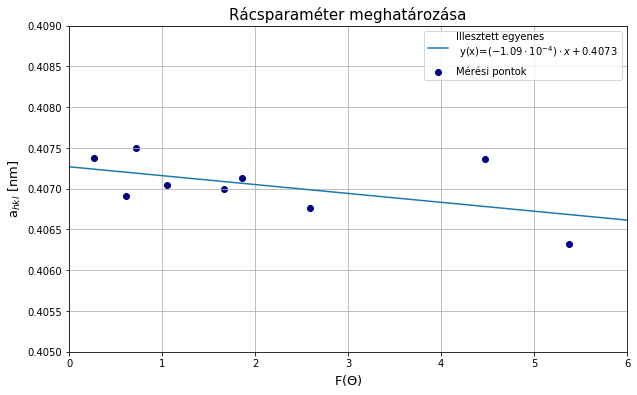 Rácsparaméter meghatározása
Illesztett egyenes
y(x)=(−1.09 · 10⁻⁴) · x + 0.4073
Mérési pontok
a_{hkl} [nm]
0.4090
0.4085
0.4080
0.4075
0.4070
0.4065
0.4060
0.4055
0.4050
0 1 2 3 4 5 6
F(Θ)